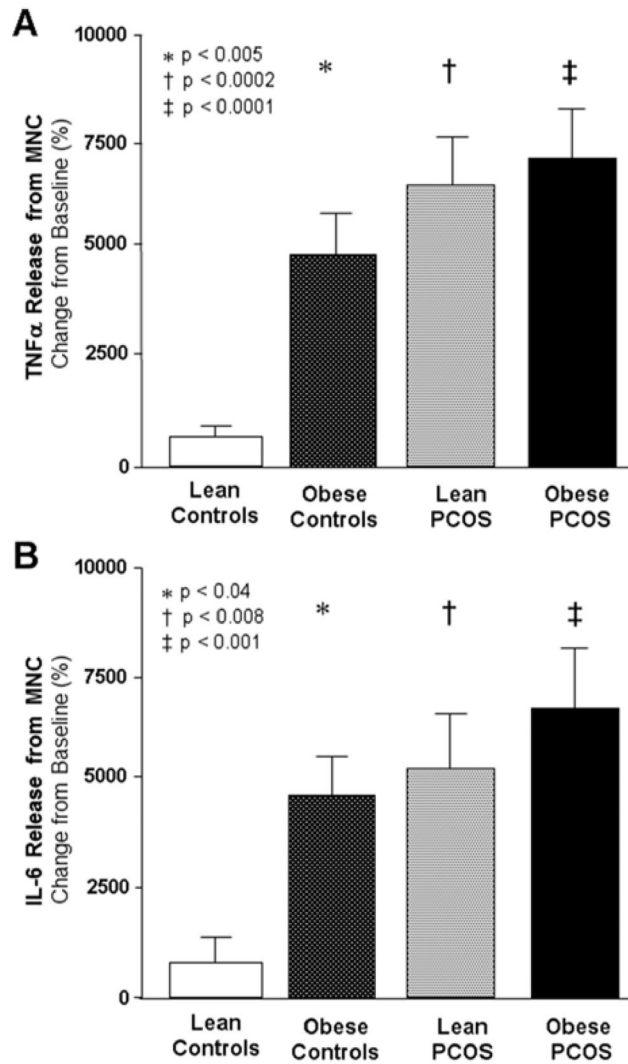 A
10000
7500
5000
2500
0
TNFα Release from MNC
Change from Baseline (%)
* p < 0.005
† p < 0.0002
‡ p < 0.0001
* † ‡
Lean Controls
Obese Controls
Lean PCOS
Obese PCOS
B
10000
7500
5000
2500
0
IL-6 Release from MNC
Change from Baseline (%)
* p < 0.04
† p < 0.008
‡ p < 0.001
* † ‡
Lean Controls
Obese Controls
Lean PCOS
Obese PCOS